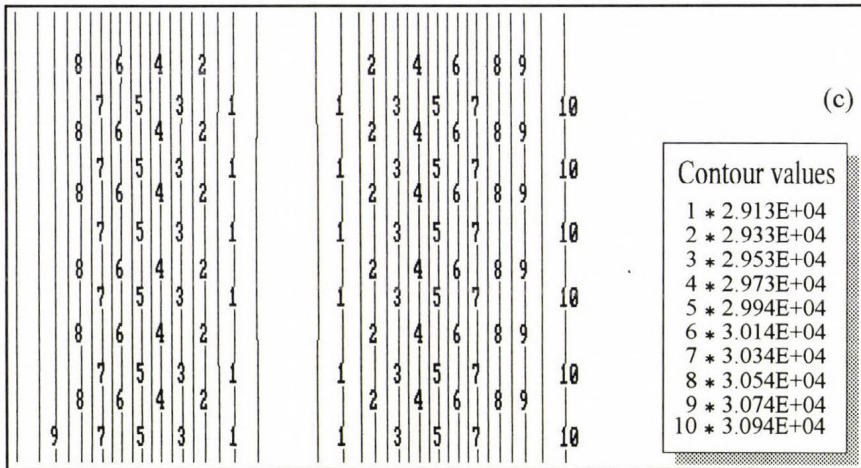 8 6 4 2 2 4 6 8 9
7 5 3 1 1 3 5 7 10
(c)
8 6 4 2 2 4 6 8 9
7 5 3 1 1 3 5 7 10
8 6 4 2 2 4 6 8 9
7 5 3 1 1 3 5 7 10
8 6 4 2 2 4 6 8 9
7 5 3 1 1 3 5 7 10
8 6 4 2 2 4 6 8 9
7 5 3 1 1 3 5 7 10
8 6 4 2 2 4 6 8 9
9 7 5 3 1 1 3 5 7 10
Contour values
1 * 2.913E+04
2 * 2.933E+04
3 * 2.953E+04
4 * 2.973E+04
5 * 2.994E+04
6 * 3.014E+04
7 * 3.034E+04
8 * 3.054E+04
9 * 3.074E+04
10 * 3.094E+04